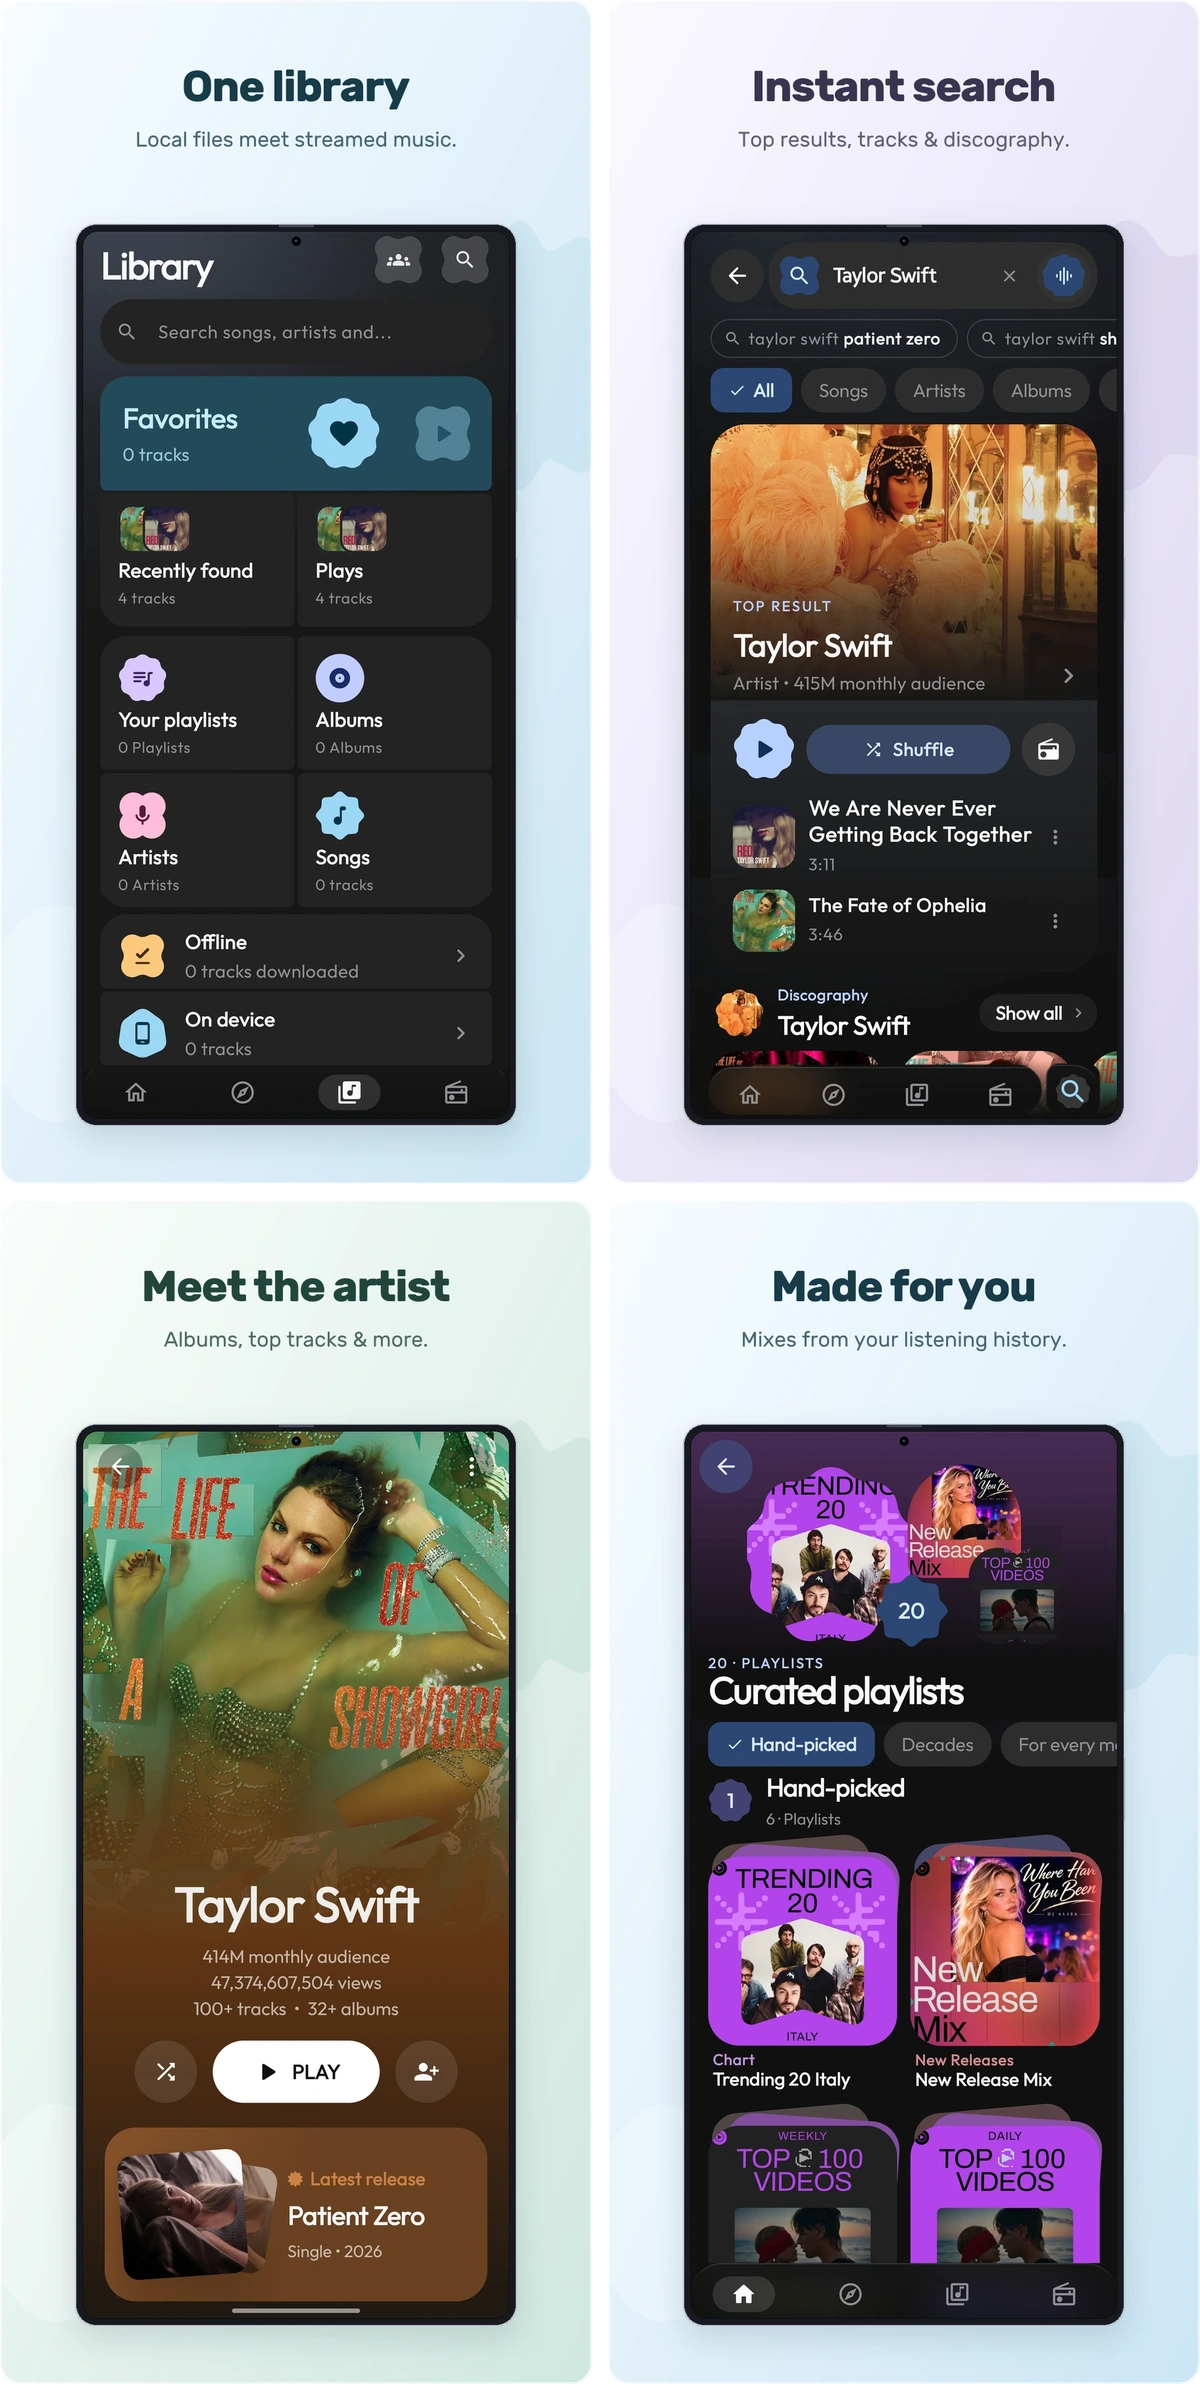 One library
Local files meet streamed music.
Library
Search songs, artists and...
Favorites
0 tracks
Recently found
4 tracks
Plays
4 tracks
Your playlists
0 Playlists
Albums
0 Albums
Artists
0 Artists
Songs
0 tracks
Offline
0 tracks downloaded
On device
0 tracks
Instant search
Top results, tracks & discography.
Taylor Swift
taylor swift patient zero
taylor swift sh
All
Songs
Artists
Albums
TOP RESULT
Taylor Swift
Artist • 415M monthly audience
Shuffle
We Are Never Ever
Getting Back Together
3:11
RED
TAYLOR SWIFT
The Fate of Ophelia
3:46
Discography
Taylor Swift
Show all
Meet the artist
Albums, top tracks & more.
THE LIFE
OF
A
SHOWGIRL
Taylor Swift
414M monthly audience
47,374,607,504 views
100+ tracks • 32+ albums
PLAY
Latest release
Patient Zero
Single • 2026
Made for you
Mixes from your listening history.
TRENDING
20
ITALY
New
Release
Mix
TOP 100
VIDEOS
20
20 · PLAYLISTS
Curated playlists
Hand-picked
Decades
For every m
1
Hand-picked
6 · Playlists
TRENDING
20
ITALY
Where Hav
You Been
New
Release
Mix
Chart
Trending 20 Italy
New Releases
New Release Mix
WEEKLY
TOP 100
VIDEOS
DAILY
TOP 100
VIDEOS